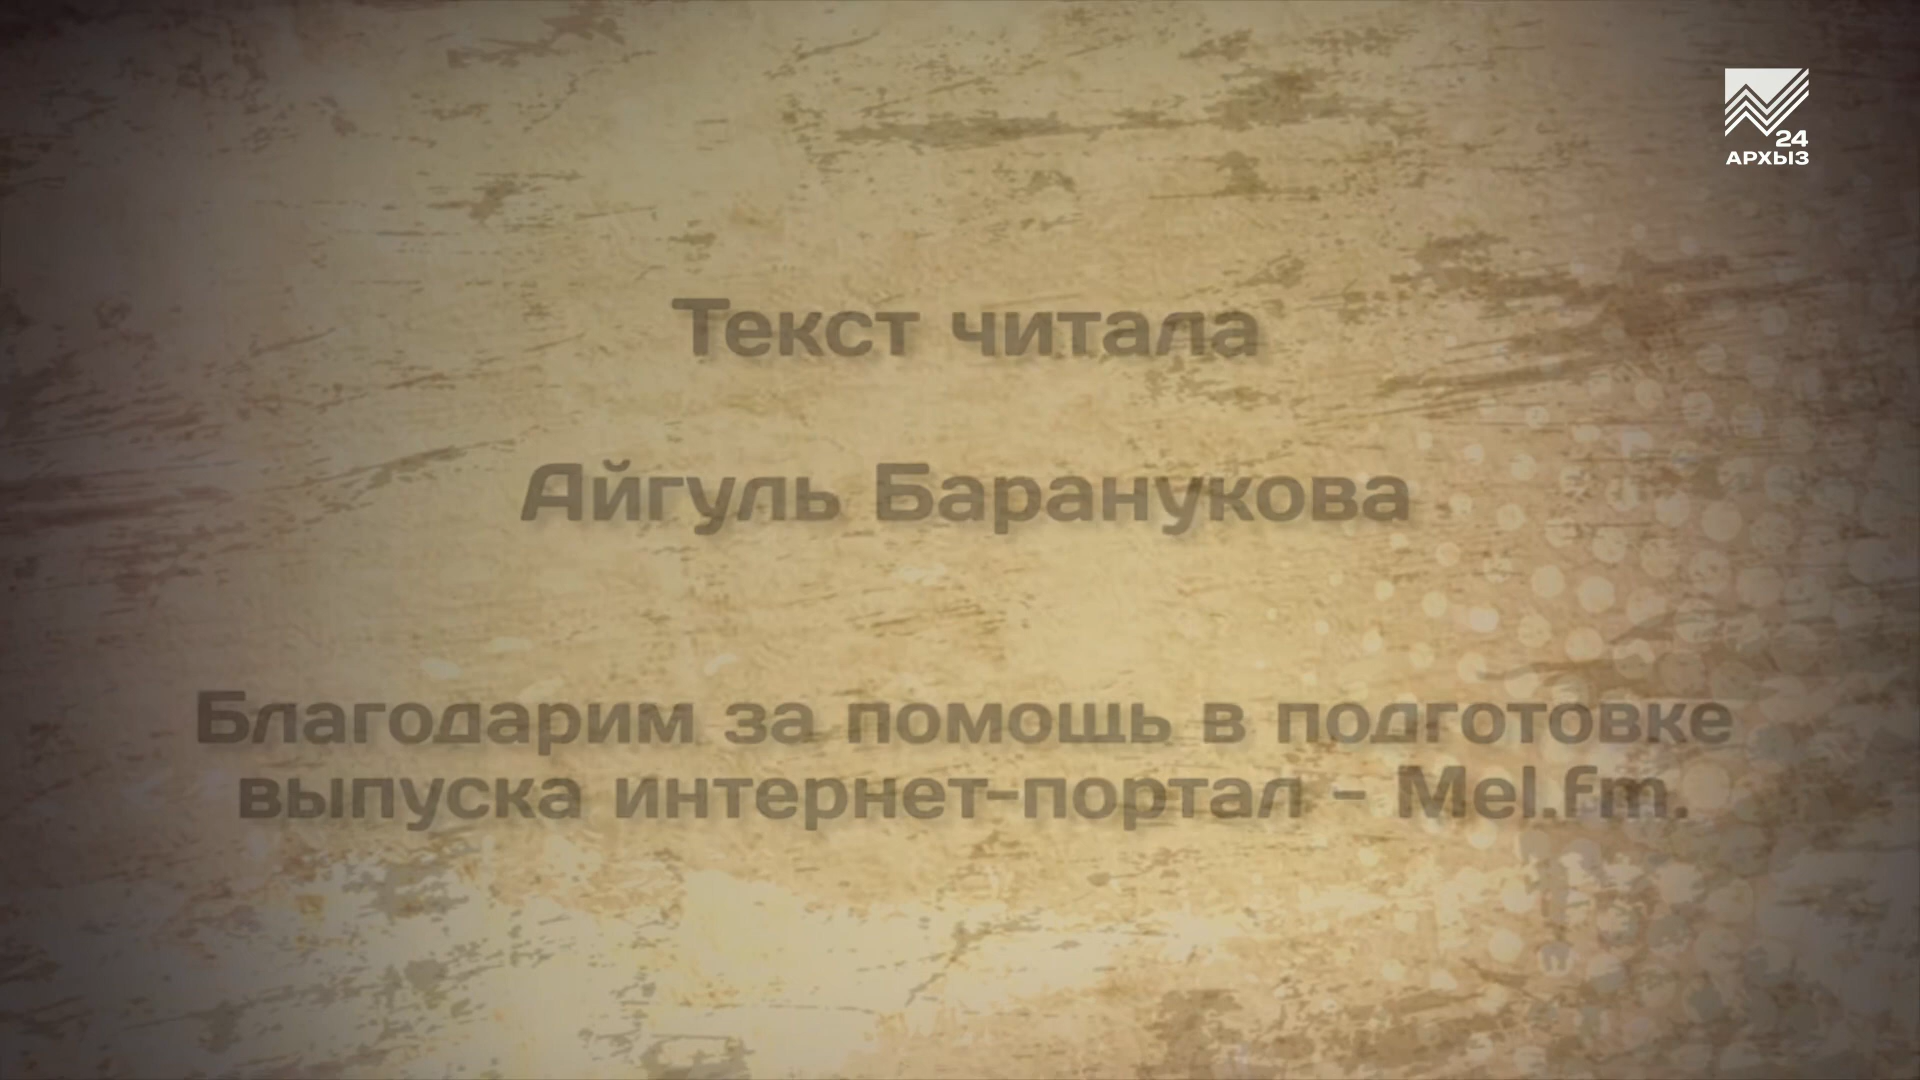 24
АРХЫЗ
Текст читала
Айгуль Баранукова
Благодарим за помощь в подготовке
выпуска интернет-портал - Mel.fm.